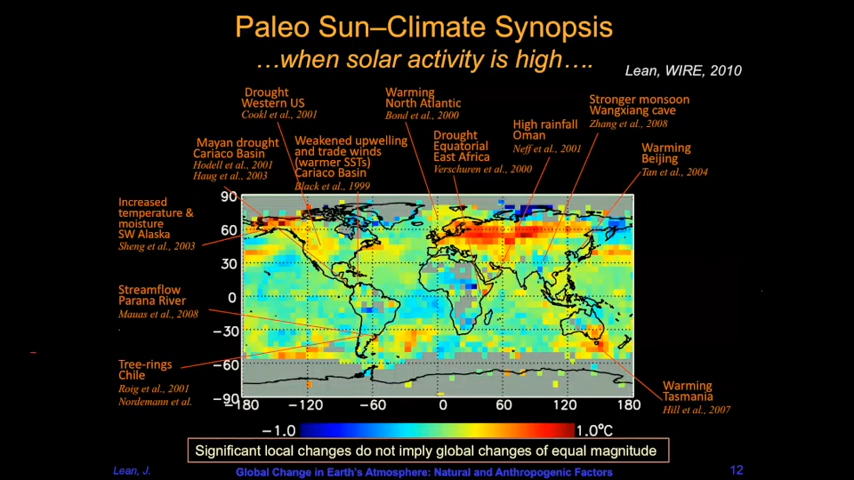 Paleo Sun–Climate Synopsis
…when solar activity is high….
Lean, WIRE, 2010
Drought
Western US
Cookl et al., 2001
Warming
North Atlantic
Bond et al., 2000
Stronger monsoon
Wangxiang cave
Zhang et al., 2008
High rainfall
Oman
Neff et al., 2001
Mayan drought
Cariaco Basin
Hodell et al., 2001
Haug et al., 2003
Weakened upwelling
and trade winds
(warmer SSTs)
Cariaco Basin
Black et al., 1999
Drought
Equatorial
East Africa
Verschuren et al., 2000
Warming
Beijing
Tan et al., 2004
Increased
temperature &
moisture
SW Alaska
Sheng et al., 2003
Streamflow
Parana River
Mauas et al., 2008
Tree-rings
Chile
Roig et al., 2001
Nordemann et al.
Warming
Tasmania
Hill et al., 2007
90
60
30
0
−30
−60
−90
−180 −120 −60 0 60 120 180
−1.0 1.0°C
Significant local changes do not imply global changes of equal magnitude
Lean, J.
Global Change in Earth's Atmosphere: Natural and Anthropogenic Factors
12